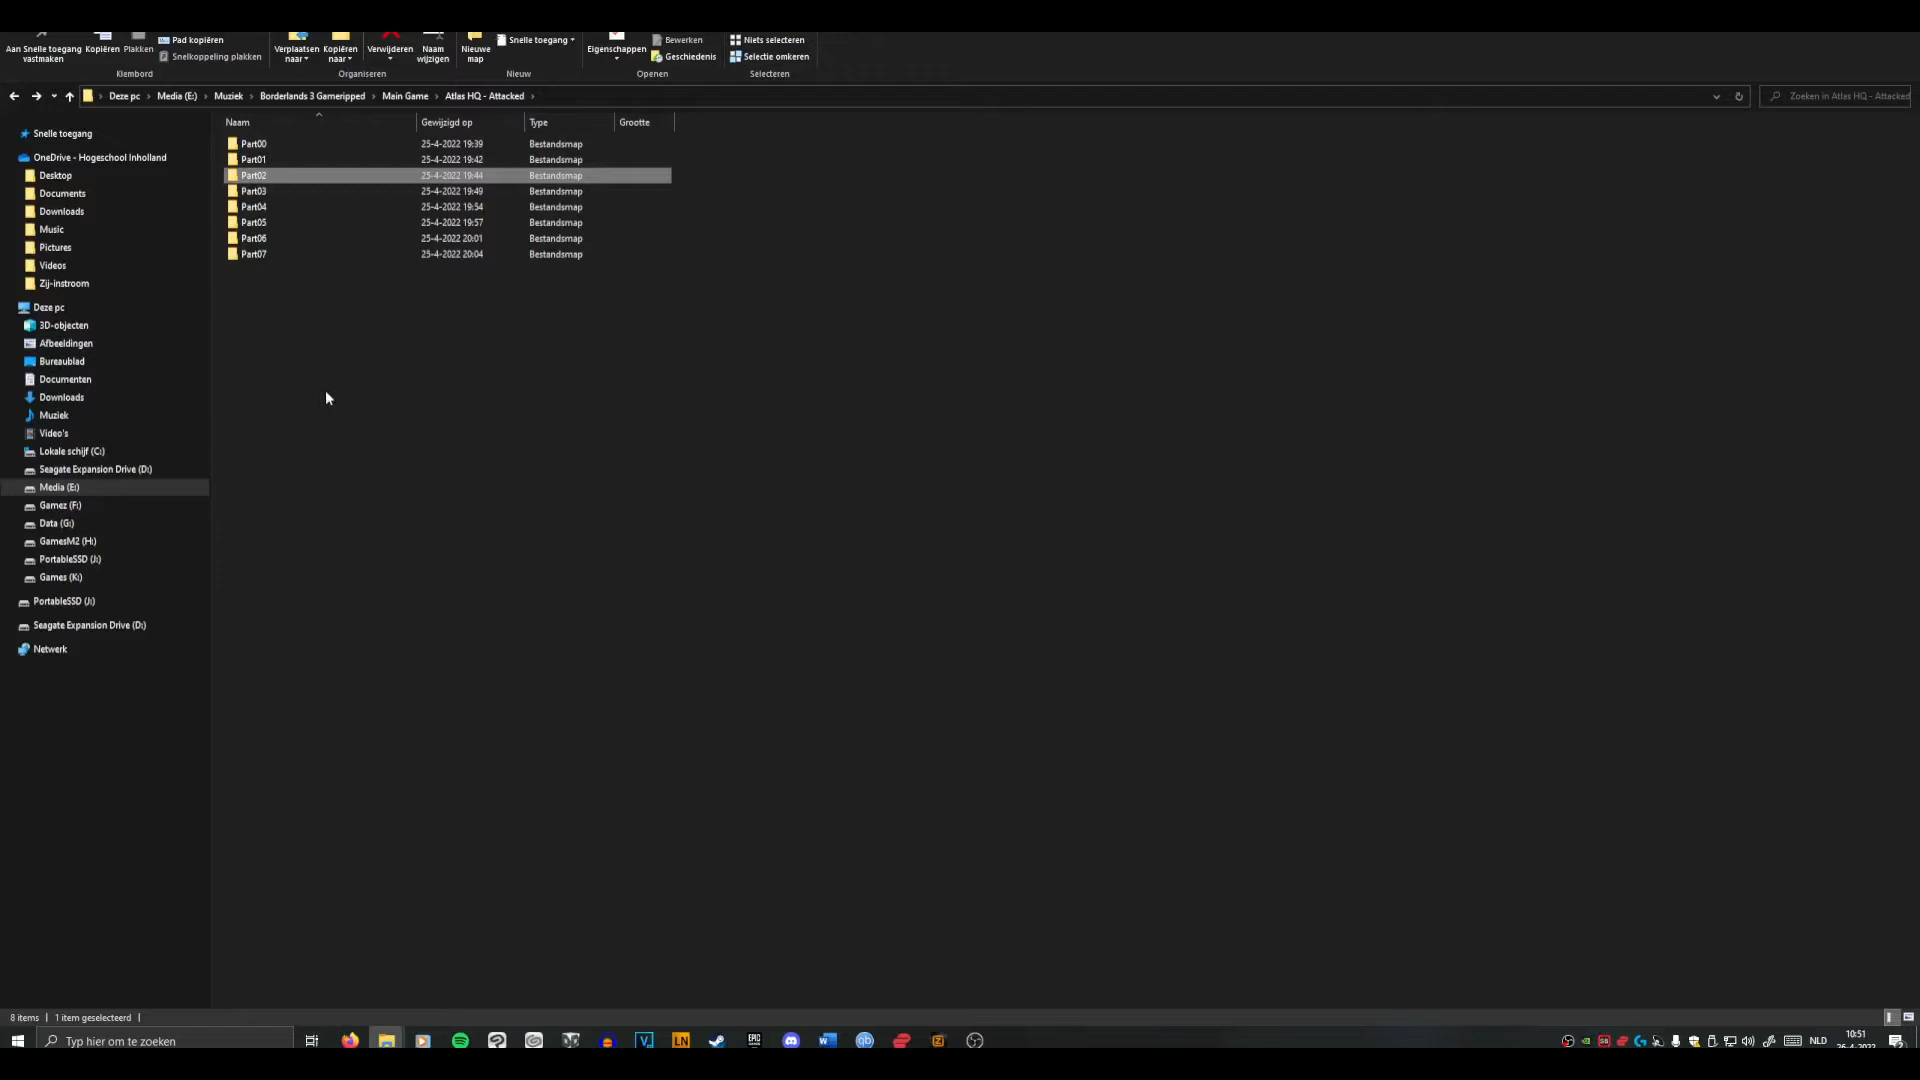 Pad kopiëren
Snelle toegang
Bewerken
Niets selecteren
Aan Snelle toegang vastmaken
Kopiëren
Plakken
Snelkoppeling plakken
Verplaatsen naar
Kopiëren naar
Verwijderen
Naam wijzigen
Nieuwe map
Eigenschappen
Geschiedenis
Selectie omkeren
Klembord
Organiseren
Nieuw
Openen
Selecteren
Deze pc > Media (E:) > Muziek > Borderlands 3 Gameripped > Main Game > Atlas HQ - Attacked >
Zoeken in Atlas HQ - Attacked
Naam Gewijzigd op Type Grootte
Part00 25-4-2022 19:39 Bestandsmap
Part01 25-4-2022 19:42 Bestandsmap
Part02 25-4-2022 19:44 Bestandsmap
Part03 25-4-2022 19:49 Bestandsmap
Part04 25-4-2022 19:54 Bestandsmap
Part05 25-4-2022 19:57 Bestandsmap
Part06 25-4-2022 20:01 Bestandsmap
Part07 25-4-2022 20:04 Bestandsmap
Snelle toegang
OneDrive - Hogeschool Inholland
Desktop
Documents
Downloads
Music
Pictures
Videos
Zij-instroom
Deze pc
3D-objecten
Afbeeldingen
Bureaublad
Documenten
Downloads
Muziek
Video's
Lokale schijf (C:)
Seagate Expansion Drive (D:)
Media (E:)
Gamez (F:)
Data (G:)
GamesM2 (H:)
PortableSSD (J:)
Games (K:)
PortableSSD (J:)
Seagate Expansion Drive (D:)
Netwerk
8 items | 1 item geselecteerd |
Typ hier om te zoeken
LN
EPIC
NLD
10:51
26-4-2022